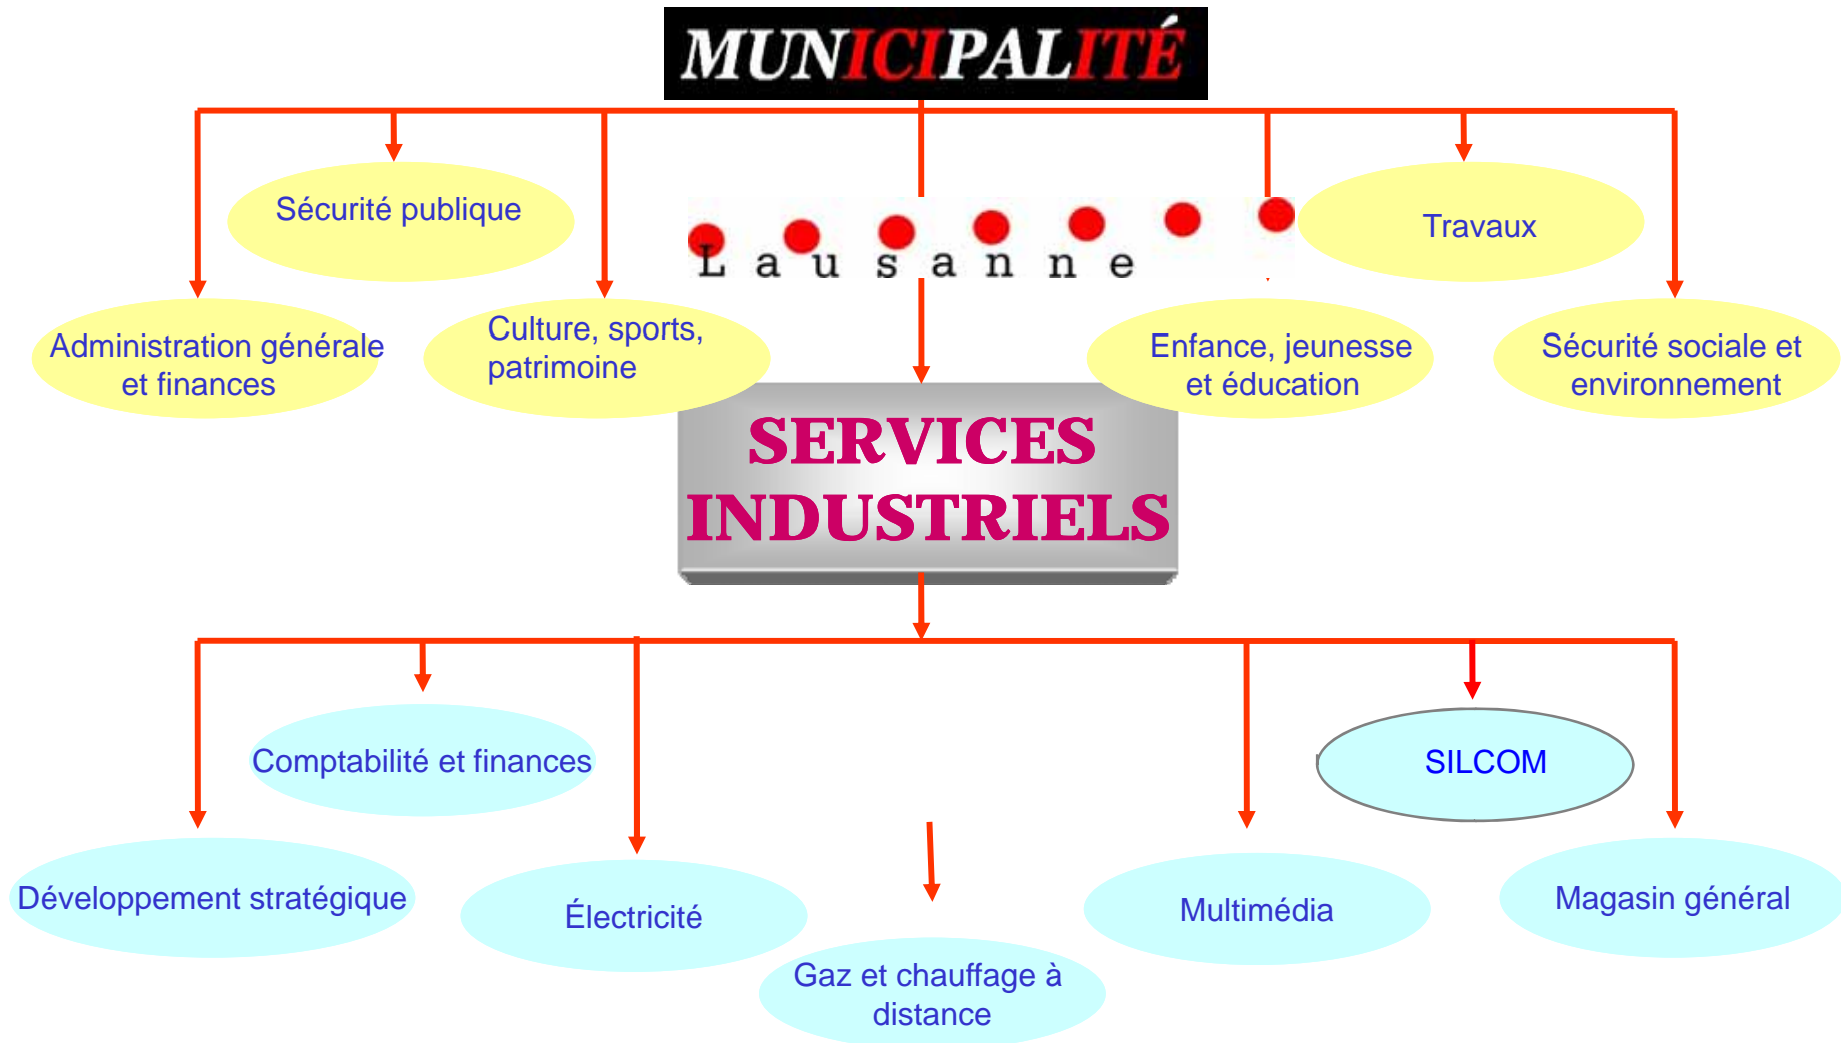 MUNICIPALITÉ
Sécurité publique
Travaux
Lausanne
Administration générale
et finances
Culture, sports,
patrimoine
Enfance, jeunesse
et éducation
Sécurité sociale et
environnement
SERVICES
INDUSTRIELS
Comptabilité et finances
SILCOM
Développement stratégique
Électricité
Multimédia
Magasin général
Gaz et chauffage à
distance